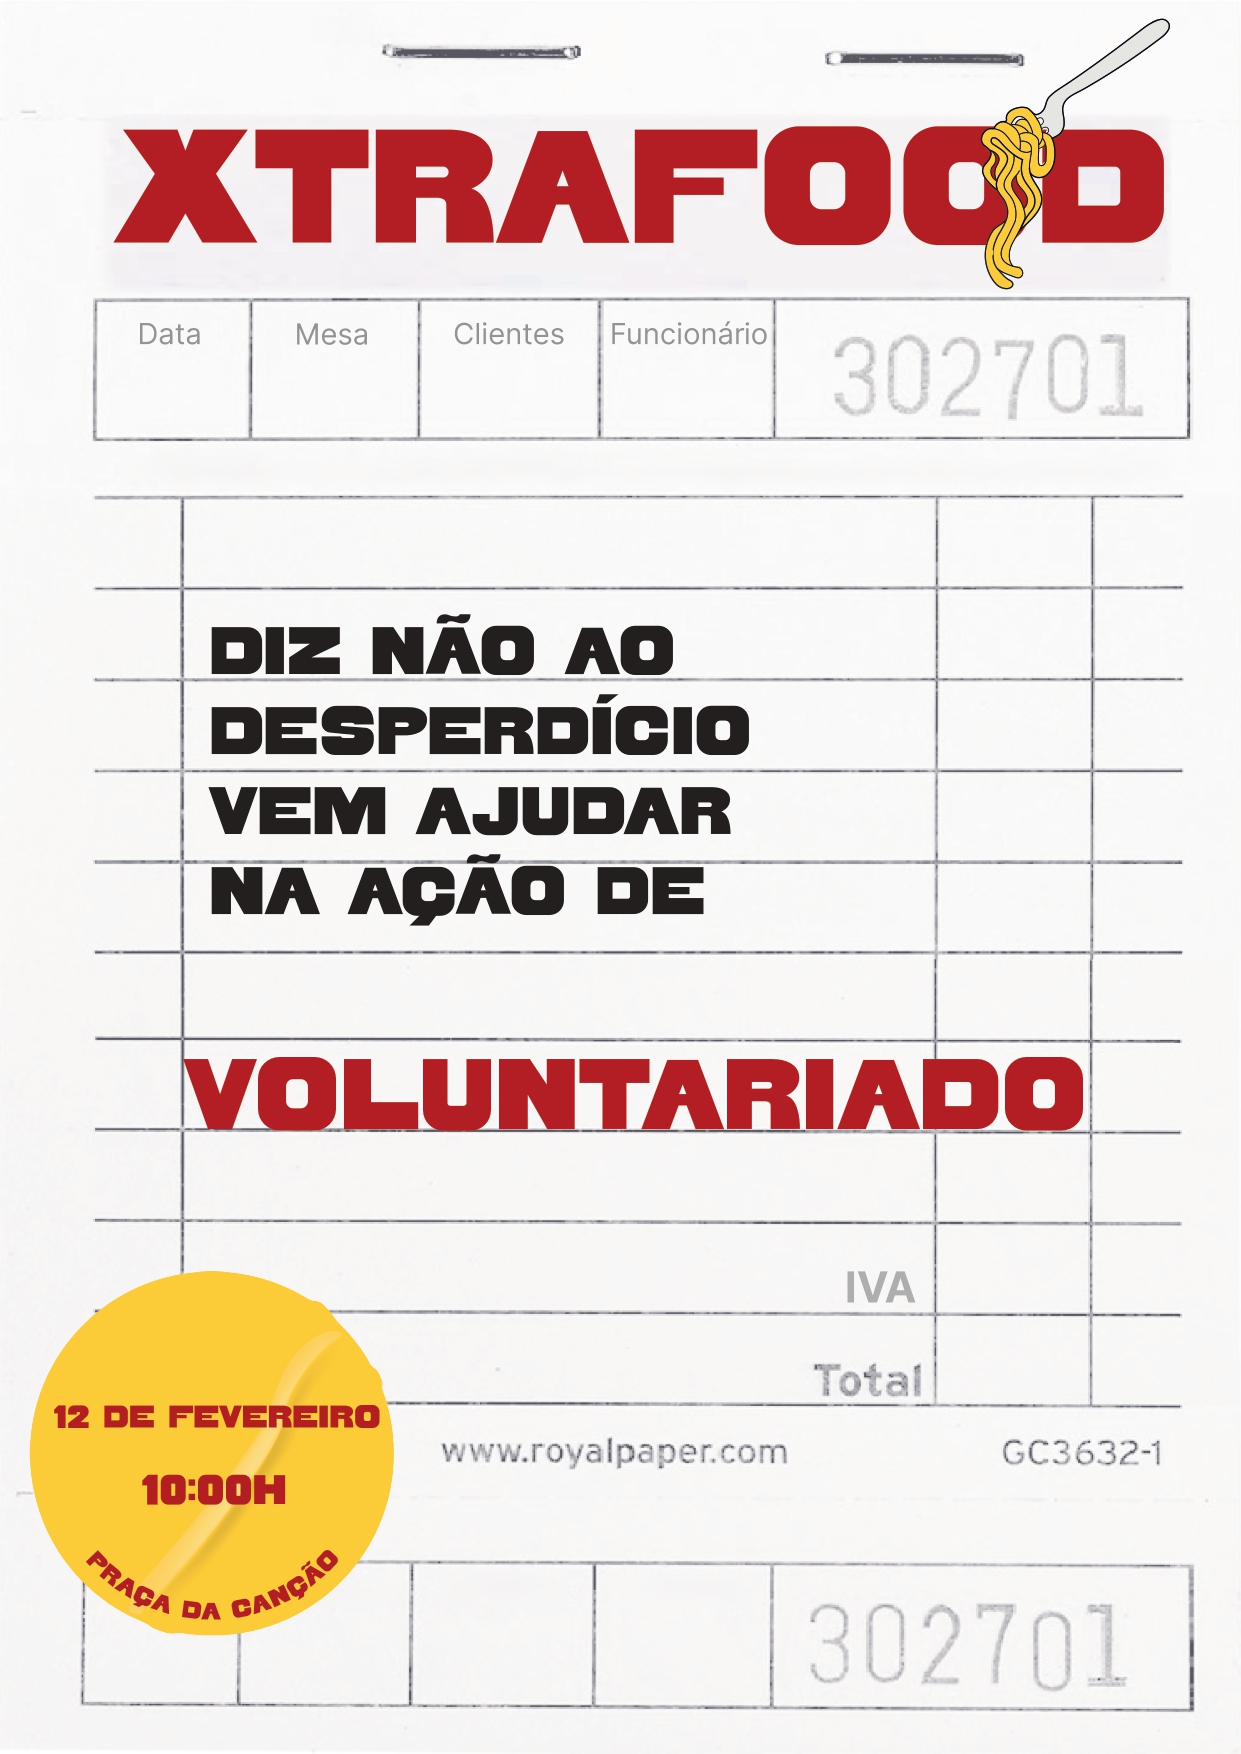 XTRAFOOD
Data Mesa Clientes Funcionário 302701
DIZ NÃO AO
DESPERDÍCIO
VEM AJUDAR
NA AÇÃO DE
VOLUNTARIADO
IVA
Total
12 DE FEVEREIRO
10:00H
PRAÇA DA CANÇÃO
www.royalpaper.com GC3632-1
302701